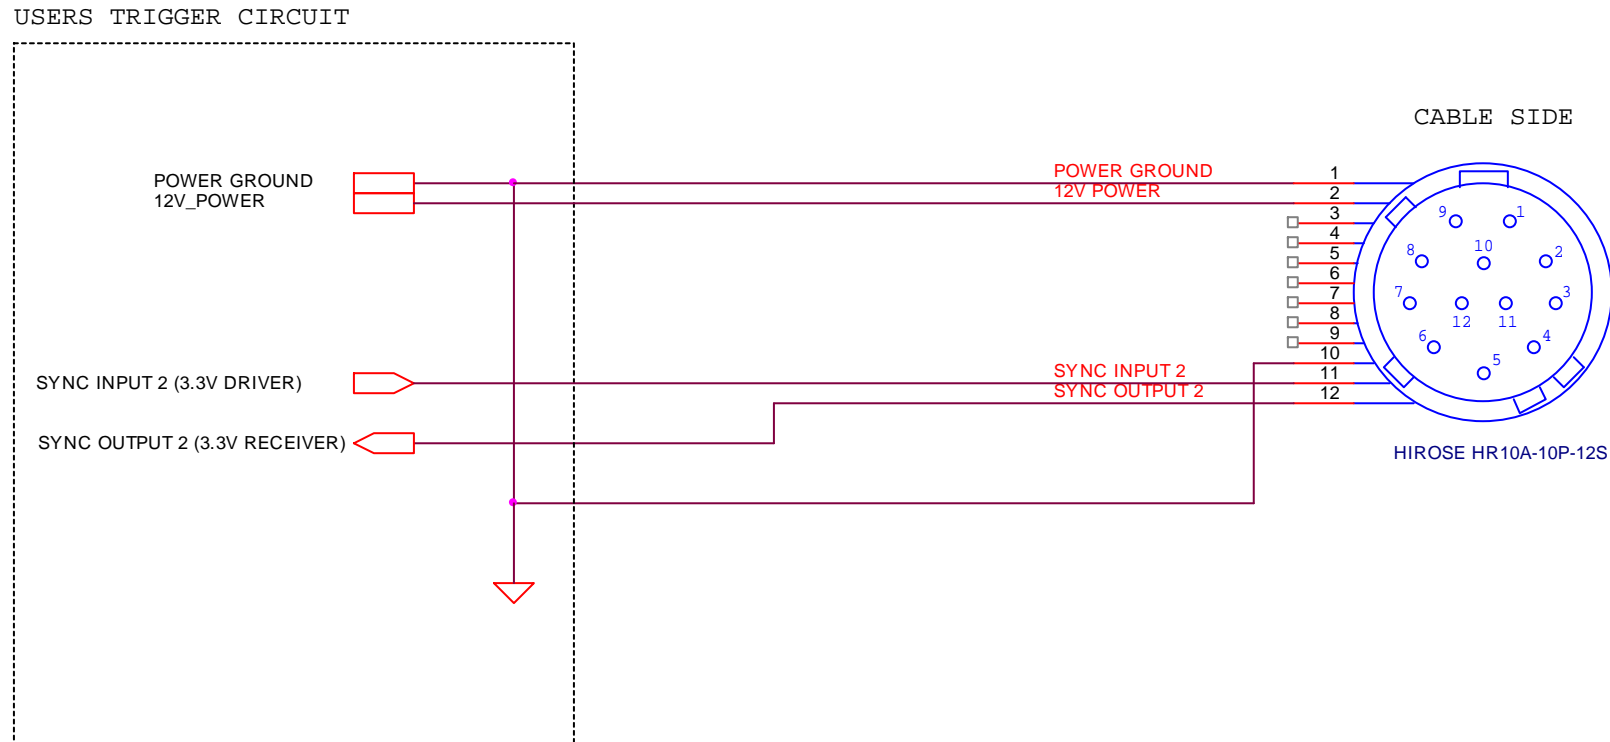 USERS TRIGGER CIRCUIT
CABLE SIDE
POWER GROUND
12V_POWER
POWER GROUND
12V POWER
1
2
3
4
5
6
7
8
9
10
11
12
9
1
8
10
2
7
12
11
3
6
4
5
SYNC INPUT 2 (3.3V DRIVER)
SYNC INPUT 2
SYNC OUTPUT 2
SYNC OUTPUT 2 (3.3V RECEIVER)
HIROSE HR10A-10P-12S